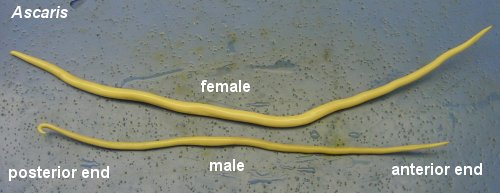 Ascaris
female
male
posterior end
anterior end